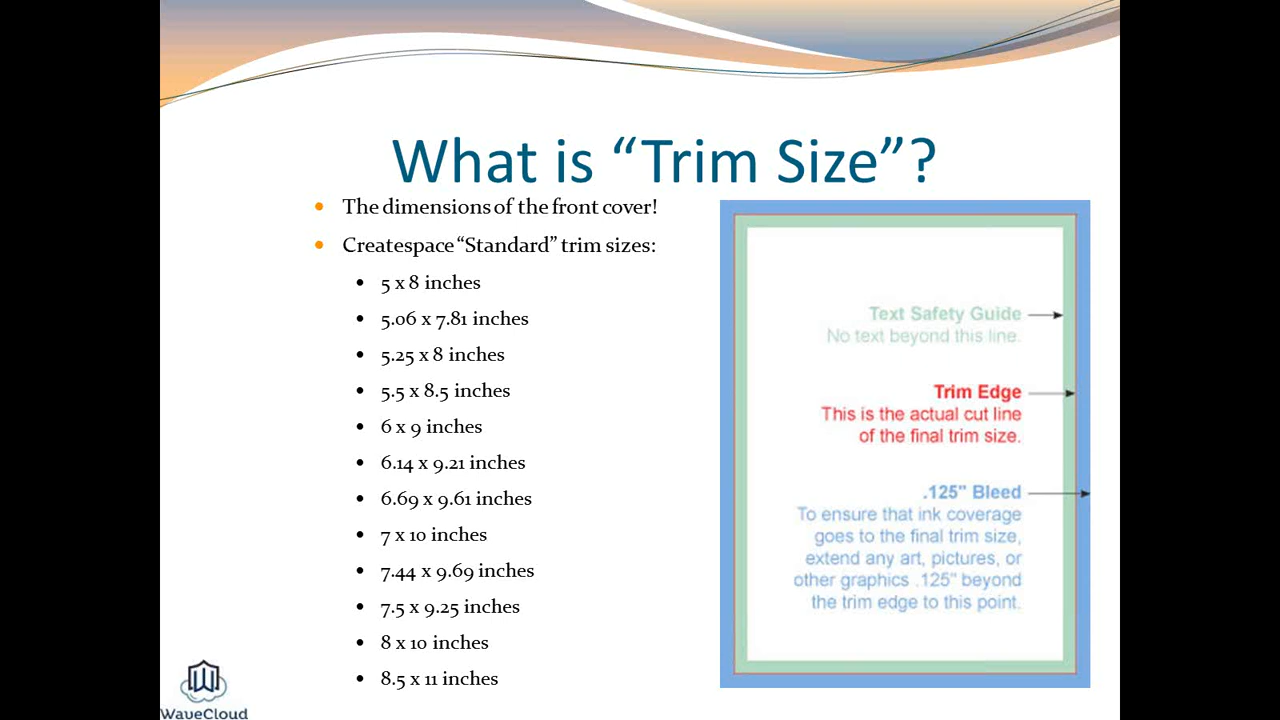 What is “Trim Size”?
The dimensions of the front cover!
Createspace “Standard” trim sizes:
5 x 8 inches
5.06 x 7.81 inches
5.25 x 8 inches
5.5 x 8.5 inches
6 x 9 inches
6.14 x 9.21 inches
6.69 x 9.61 inches
7 x 10 inches
7.44 x 9.69 inches
7.5 x 9.25 inches
8 x 10 inches
8.5 x 11 inches
Text Safety Guide
No text beyond this line.
Trim Edge
This is the actual cut line
of the final trim size.
.125" Bleed
To ensure that ink coverage
goes to the final trim size,
extend any art, pictures, or
other graphics .125" beyond
the trim edge to this point.
WaveCloud